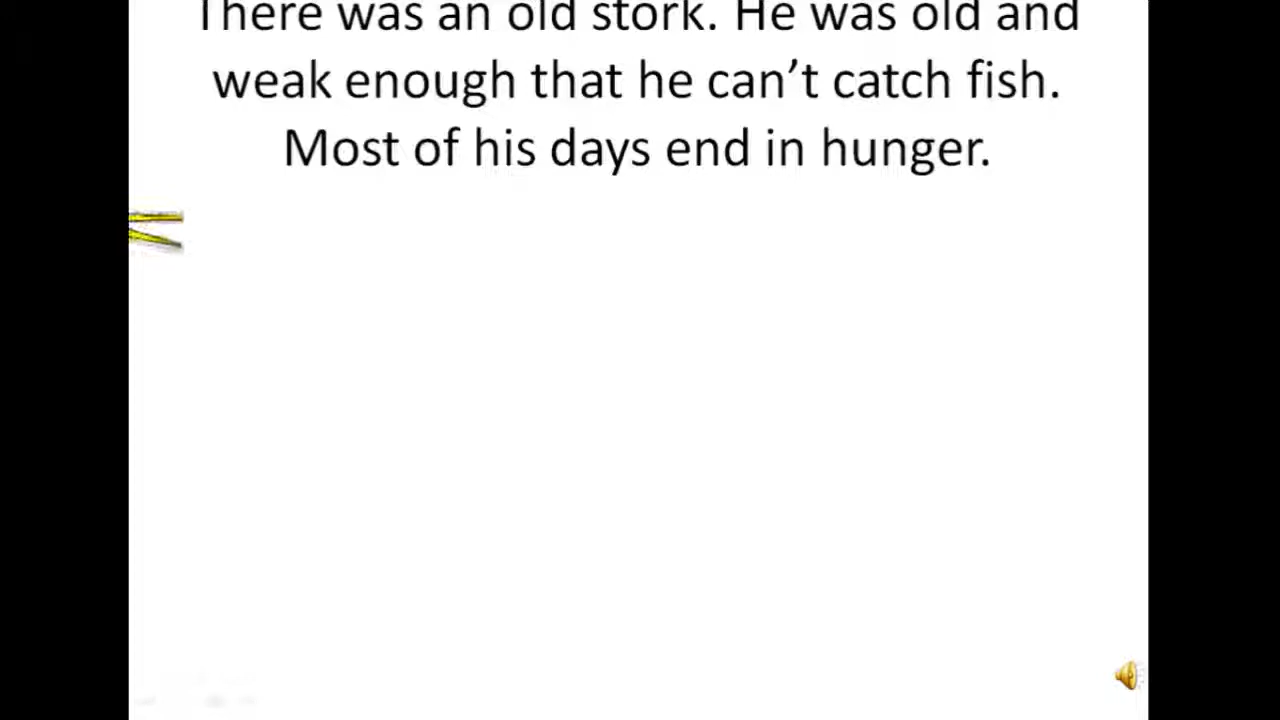 There was an old stork. He was old and
weak enough that he can’t catch fish.
Most of his days end in hunger.